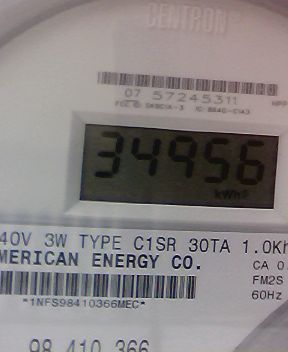 CENTRON
07 57245311
34956
kWh
40V 3W TYPE C1SR 30TA 1.0Kh
MERICAN ENERGY CO.
CA 0.
FM2S
60Hz
*1NFS98410366MEC*
98 410 366